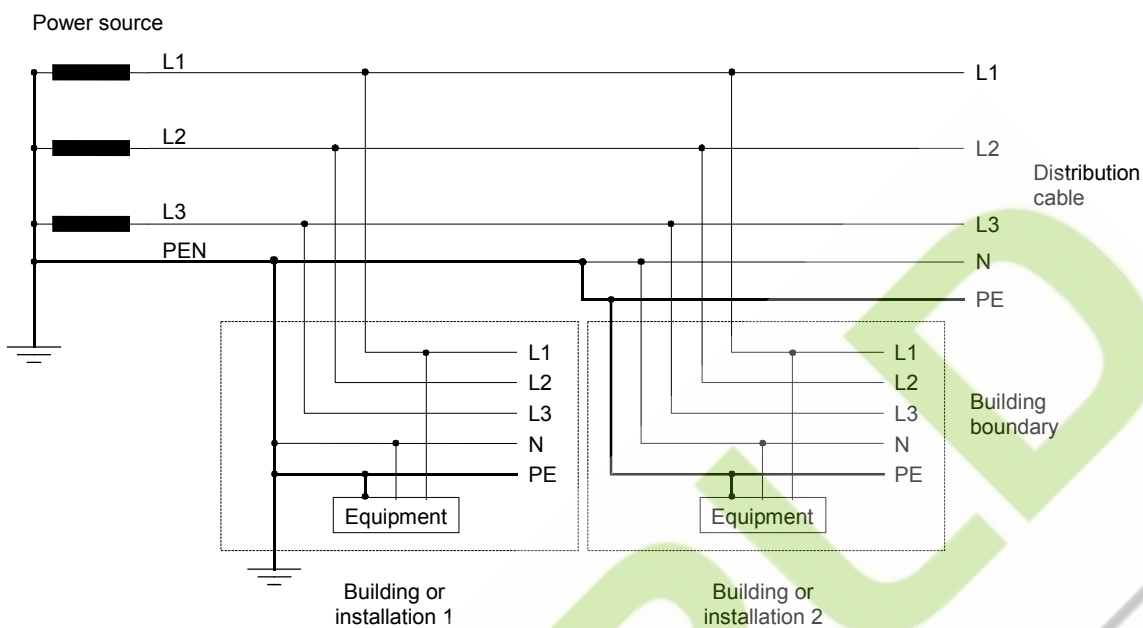 Power source
L1
L1
L2
L2
Distribution
cable
L3
L3
PEN
N
PE
L1
L2
L3
N
PE
Equipment
L1
L2
L3
N
PE
Equipment
Building
boundary
Building or
installation 1
Building or
installation 2